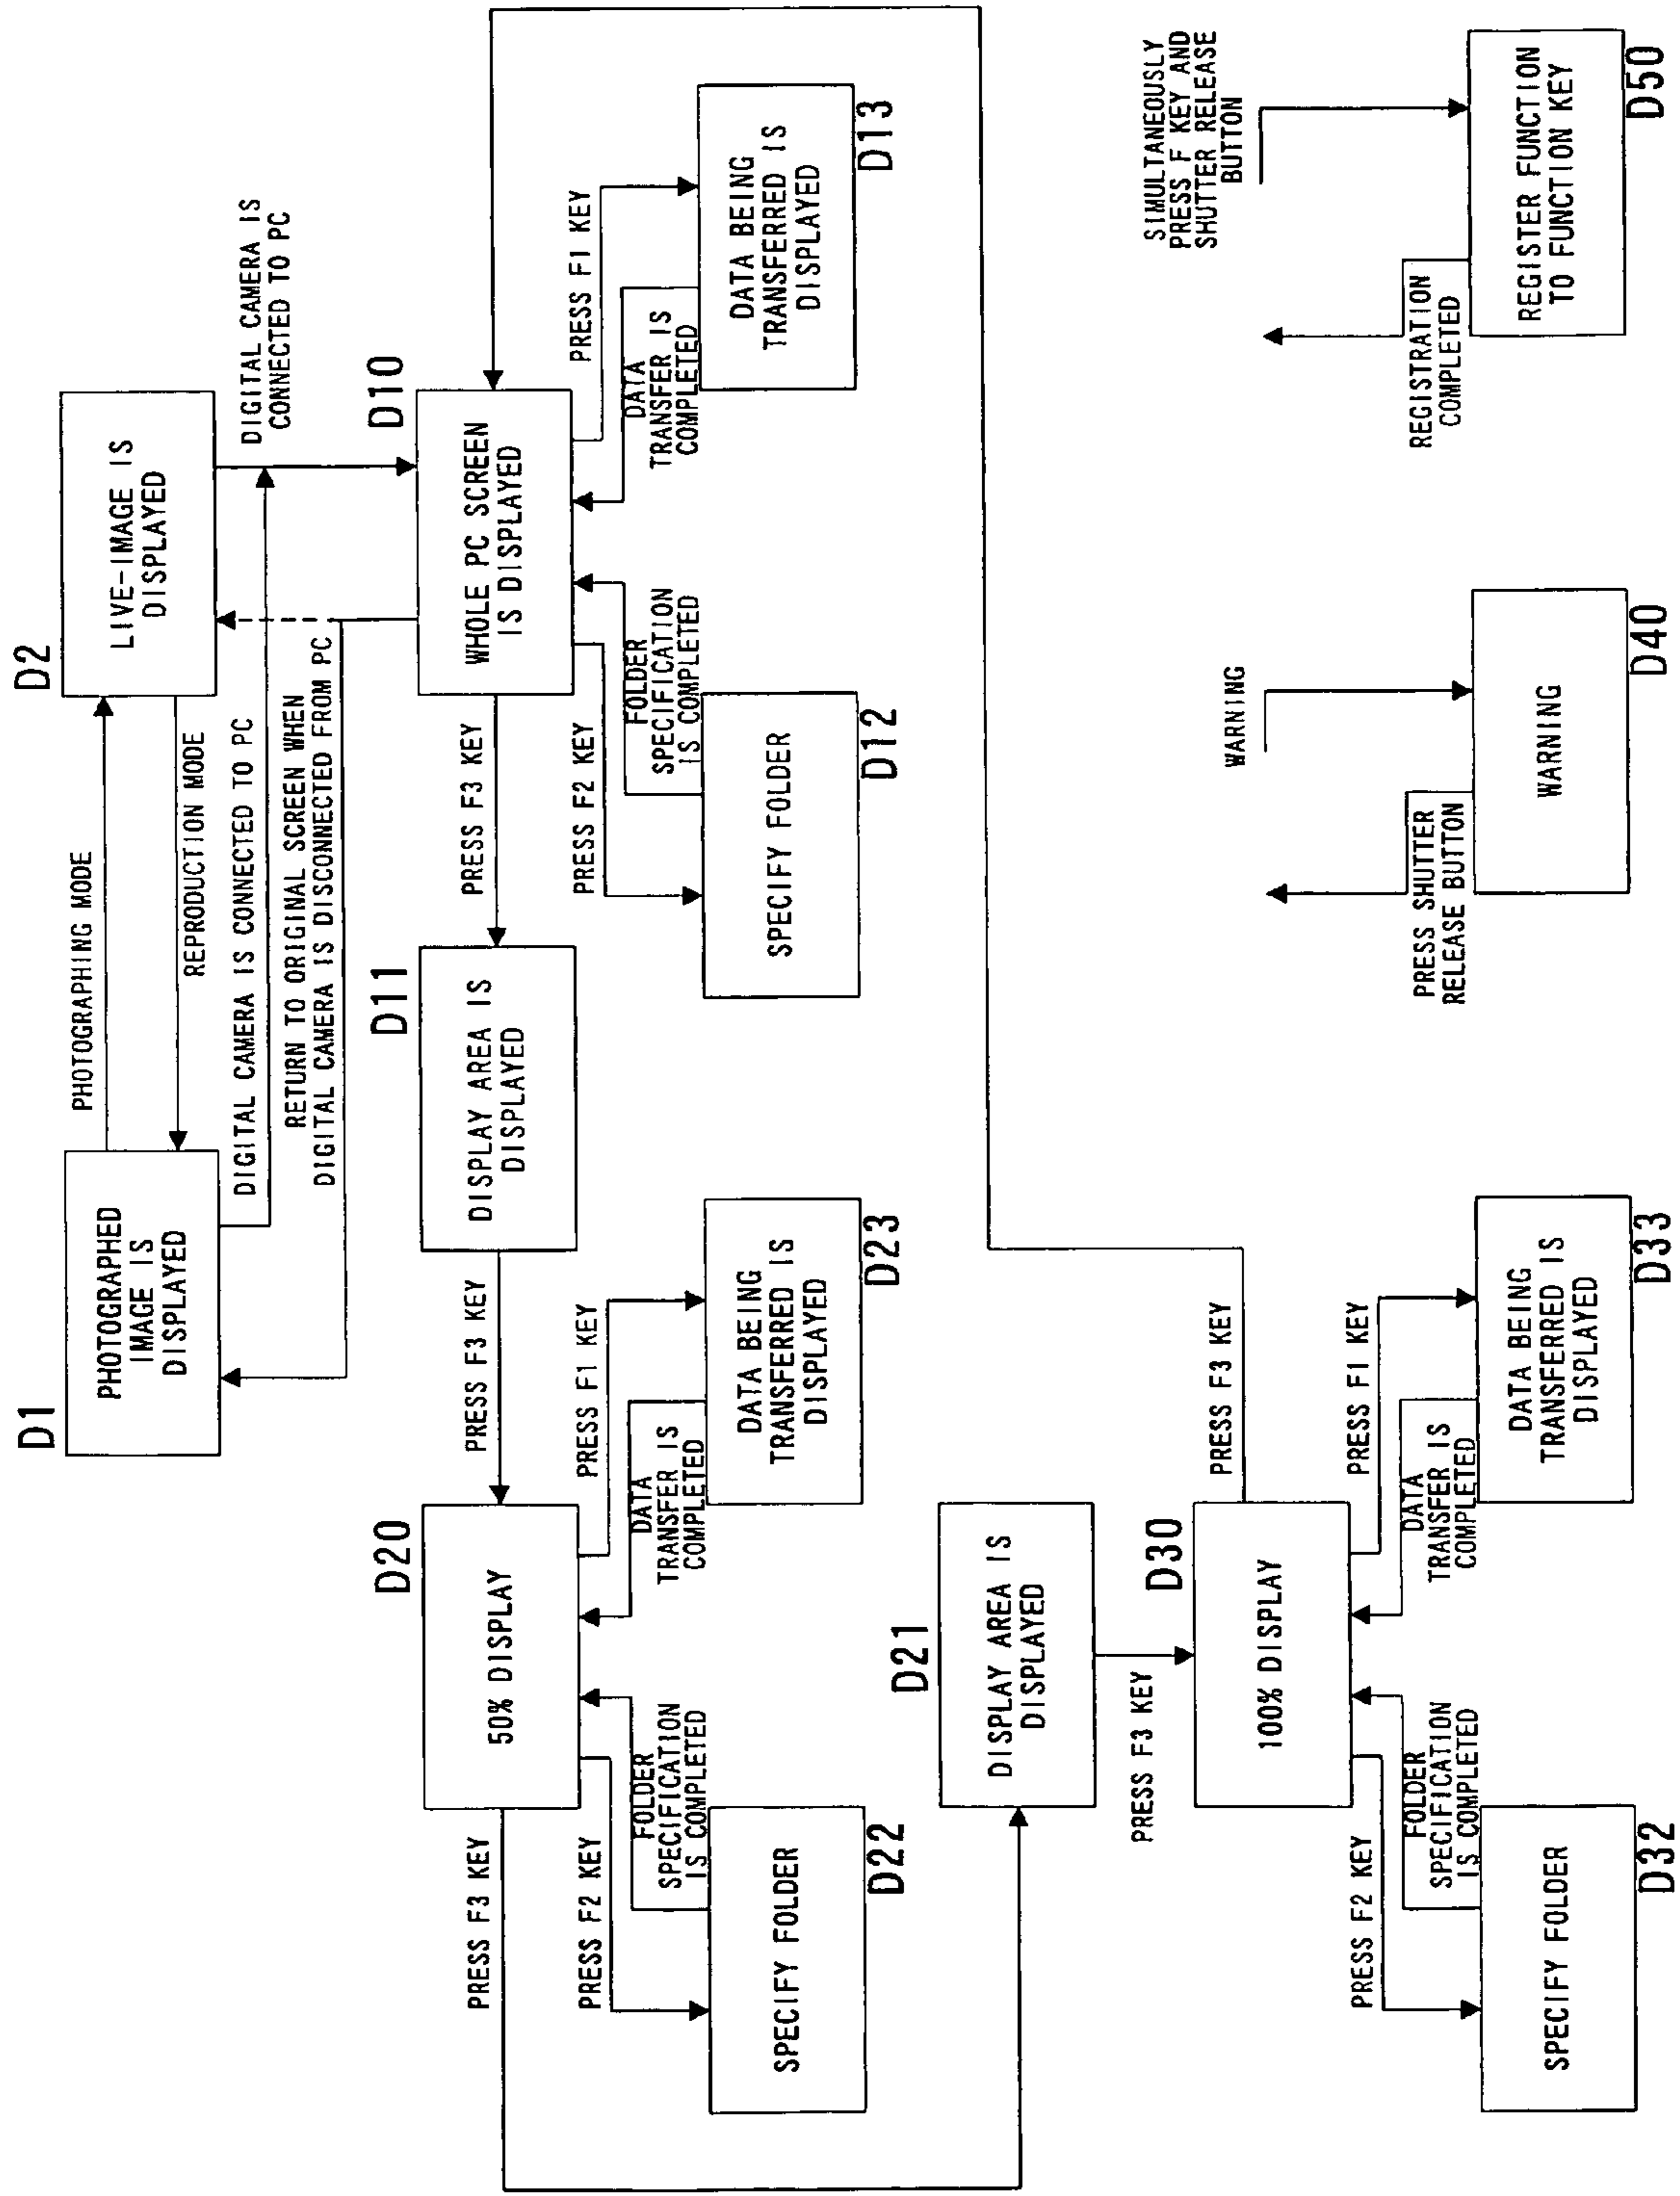 D1
PHOTOGRAPHED
IMAGE IS
DISPLAYED
PHOTOGRAPHING MODE
REPRODUCTION MODE
D2
LIVE-IMAGE IS
DISPLAYED
DIGITAL CAMERA IS CONNECTED TO PC
RETURN TO ORIGINAL SCREEN WHEN
DIGITAL CAMERA IS DISCONNECTED FROM PC
DIGITAL CAMERA IS
CONNECTED TO PC
D20
50% DISPLAY
PRESS F3 KEY
D11
DISPLAY AREA IS
DISPLAYED
PRESS F3 KEY
D10
WHOLE PC SCREEN
IS DISPLAYED
PRESS F3 KEY
PRESS F2 KEY
FOLDER
SPECIFICATION
IS COMPLETED
D22
SPECIFY FOLDER
PRESS F1 KEY
DATA
TRANSFER IS
COMPLETED
D23
DATA BEING
TRANSFERRED IS
DISPLAYED
PRESS F2 KEY
FOLDER
SPECIFICATION
IS COMPLETED
D12
SPECIFY FOLDER
PRESS F1 KEY
DATA
TRANSFER IS
COMPLETED
D13
DATA BEING
TRANSFERRED IS
DISPLAYED
D21
DISPLAY AREA IS
DISPLAYED
PRESS F3 KEY
D30
100% DISPLAY
PRESS F3 KEY
PRESS F2 KEY
FOLDER
SPECIFICATION
IS COMPLETED
D32
SPECIFY FOLDER
PRESS F1 KEY
DATA
TRANSFER IS
COMPLETED
D33
DATA BEING
TRANSFERRED IS
DISPLAYED
WARNING
PRESS SHUTTER
RELEASE BUTTON
WARNING
D40
SIMULTANEOUSLY
PRESS F KEY AND
SHUTTER RELEASE
BUTTON
REGISTRATION
COMPLETED
REGISTER FUNCTION
TO FUNCTION KEY
D50